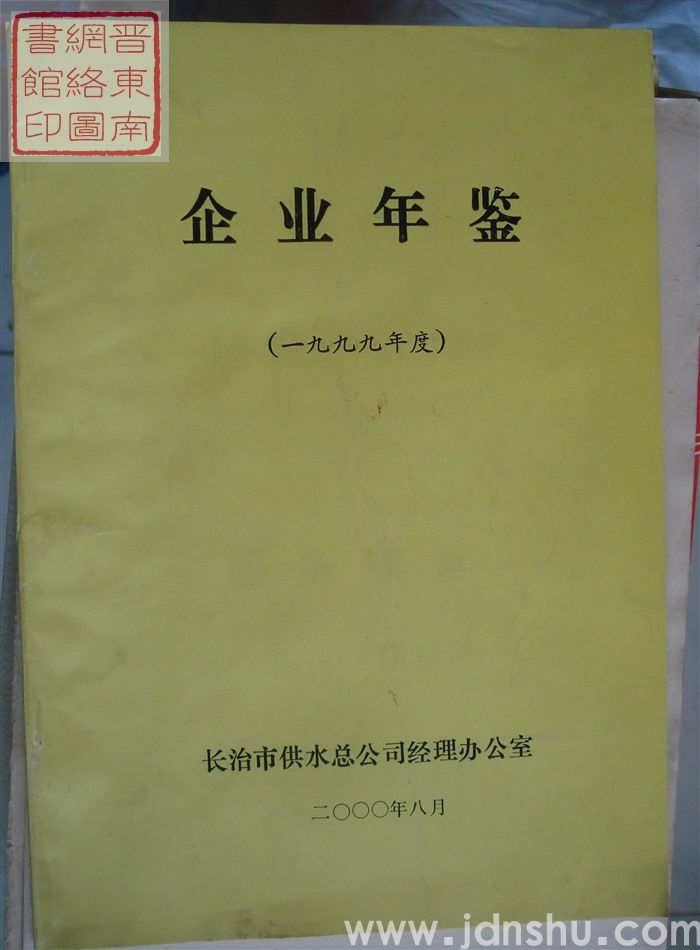 晋東南
網絡圖
書館印
企业年鉴
(一九九九年度)
长治市供水总公司经理办公室
二〇〇〇年八月
www.jdnshu.com